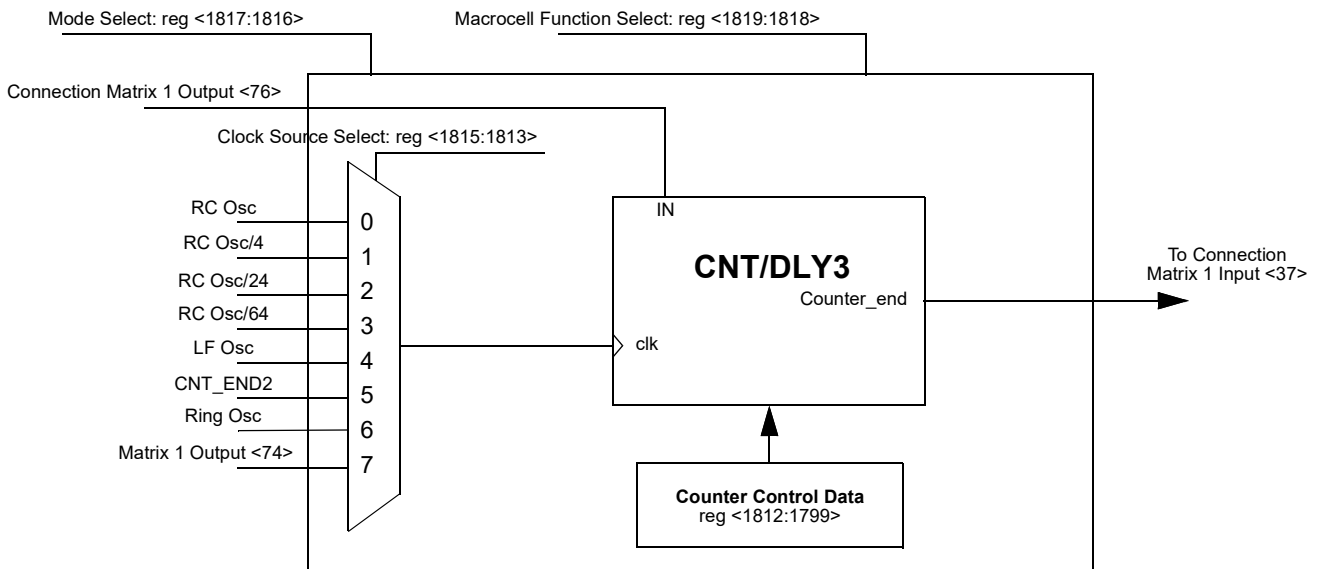 Mode Select: reg <1817:1816>
Macrocell Function Select: reg <1819:1818>
Connection Matrix 1 Output <76>
Clock Source Select: reg <1815:1813>
RC Osc
0
RC Osc/4
1
RC Osc/24
2
RC Osc/64
3
LF Osc
4
CNT_END2
5
Ring Osc
6
Matrix 1 Output <74>
7
IN
CNT/DLY3
Counter_end
clk
To Connection
Matrix 1 Input <37>
Counter Control Data
reg <1812:1799>